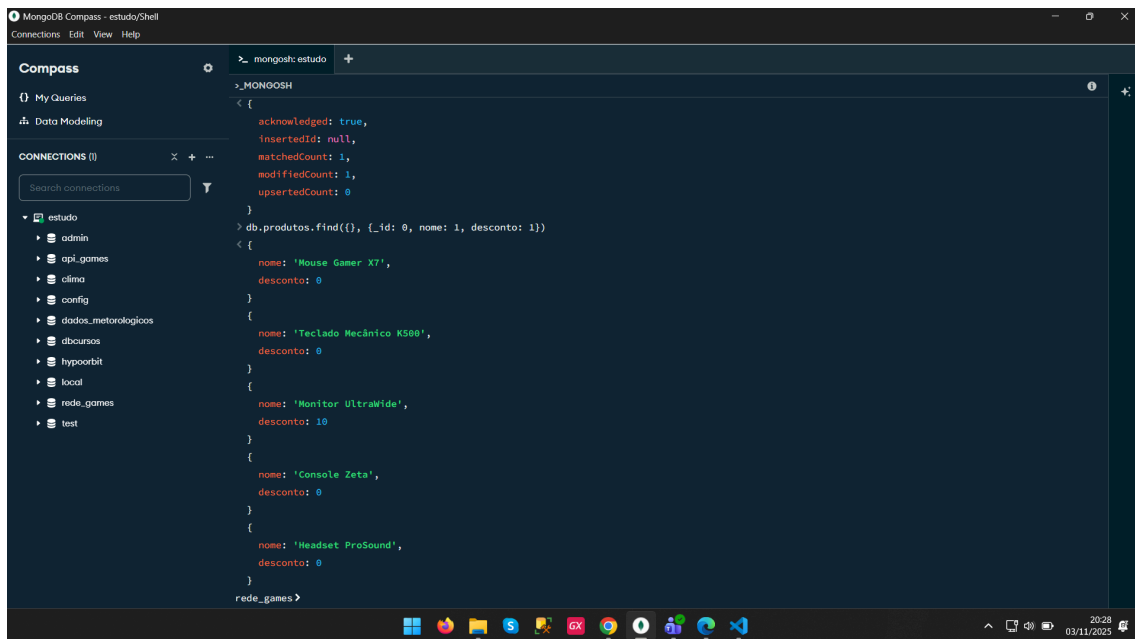 MongoDB Compass - estudo/Shell
Connections Edit View Help
Compass
{} My Queries
Data Modeling
CONNECTIONS (1)
Search connections
estudo
admin
api_games
clima
config
dados_metorologicos
dbcursos
hypoorbit
local
rede_games
test
>_ mongosh: estudo +
>_MONGOSH
< {
acknowledged: true,
insertedId: null,
matchedCount: 1,
modifiedCount: 1,
upsertedCount: 0
}
> db.produtos.find({}, {_id: 0, nome: 1, desconto: 1})
< {
nome: 'Mouse Gamer X7',
desconto: 0
}
{
nome: 'Teclado Mecânico K500',
desconto: 0
}
{
nome: 'Monitor UltraWide',
desconto: 10
}
{
nome: 'Console Zeta',
desconto: 0
}
{
nome: 'Headset ProSound',
desconto: 0
}
rede_games>
S
GX
20:28
03/11/2025